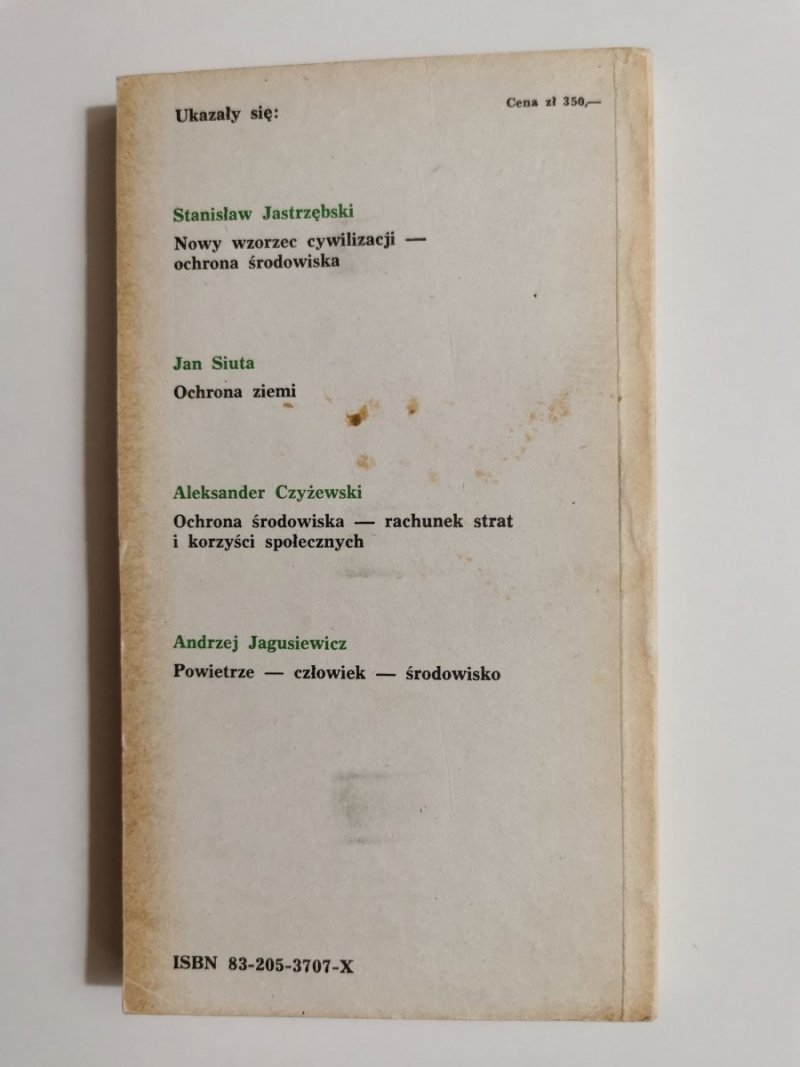 Ukazały się:
Cena zł 350,—
Stanisław Jastrzębski
Nowy wzorzec cywilizacji —
ochrona środowiska
Jan Siuta
Ochrona ziemi
Aleksander Czyżewski
Ochrona środowiska — rachunek strat
i korzyści społecznych
Andrzej Jagusiewicz
Powietrze — człowiek — środowisko
ISBN 83-205-3707-X